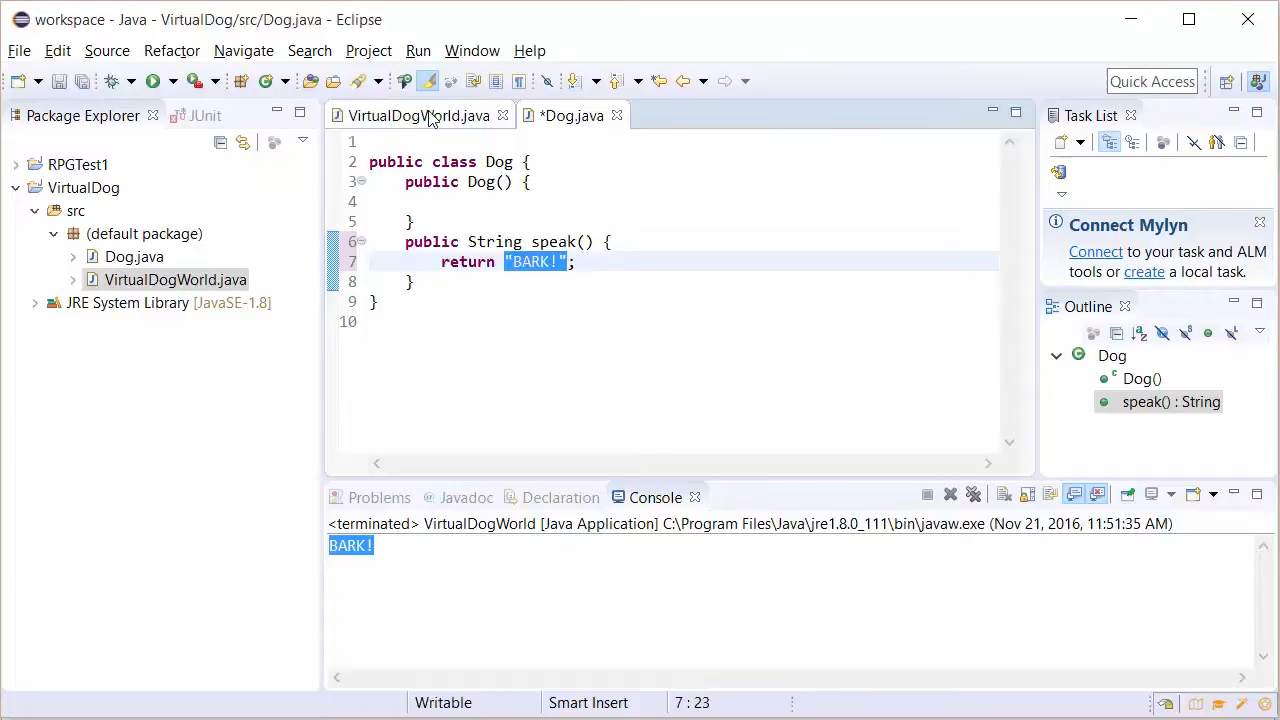 workspace - Java - VirtualDog/src/Dog.java - Eclipse
File Edit Source Refactor Navigate Search Project Run Window Help
Quick Access
Package Explorer JUnit
RPGTest1
VirtualDog
src
(default package)
Dog.java
VirtualDogWorld.java
JRE System Library [JavaSE-1.8]
VirtualDogWorld.java *Dog.java
1
2 public class Dog {
3 public Dog() {
4
5 }
6 public String speak() {
7 return "BARK!";
8 }
9 }
10
Task List
Connect Mylyn
Connect to your task and ALM
tools or create a local task.
Outline
Dog
Dog()
speak() : String
Problems Javadoc Declaration Console
<terminated> VirtualDogWorld [Java Application] C:\Program Files\Java\jre1.8.0_111\bin\javaw.exe (Nov 21, 2016, 11:51:35 AM)
BARK!
Writable Smart Insert 7 : 23